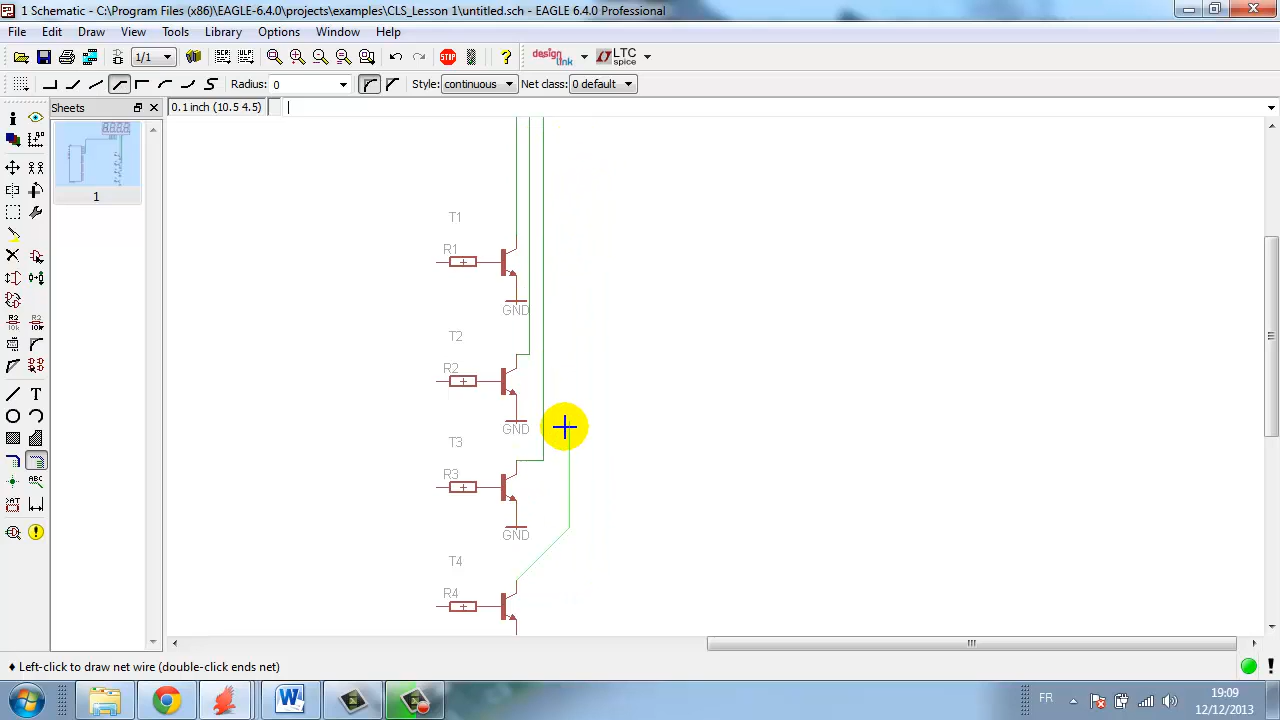 1 Schematic - C:\Program Files (x86)\EAGLE-6.4.0\projects\examples\CLS_Lesson 1\untitled.sch - EAGLE 6.4.0 Professional
File Edit Draw View Tools Library Options Window Help
1/1 SCR ULP STOP ? design link LTC spice
Radius: 0 Style: continuous Net class: 0 default
Sheets
0.1 inch (10.5 4.5)
1
T1
R1
GND
T2
R2
GND
T3
R3
GND
T4
R4
Left-click to draw net wire (double-click ends net)
FR
19:09
12/12/2013